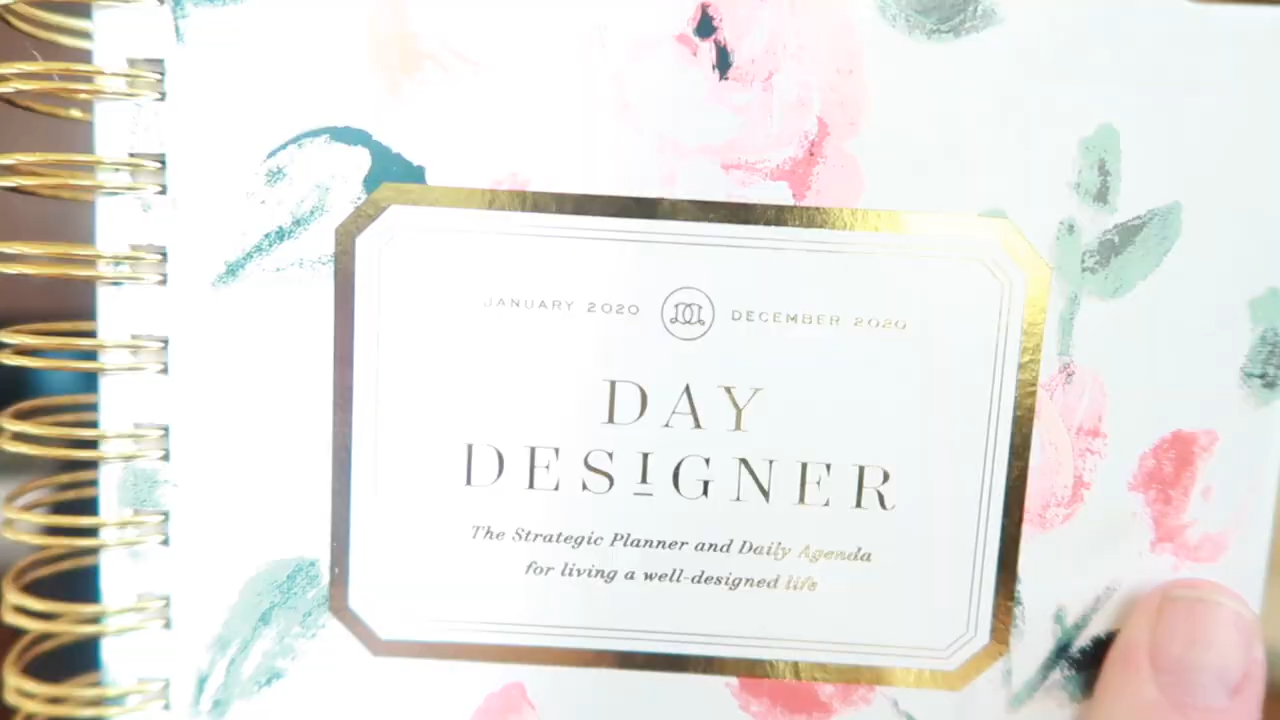 JANUARY 2020 DECEMBER 2020
DAY
DESIGNER
The Strategic Planner and Daily Agenda
for living a well-designed life